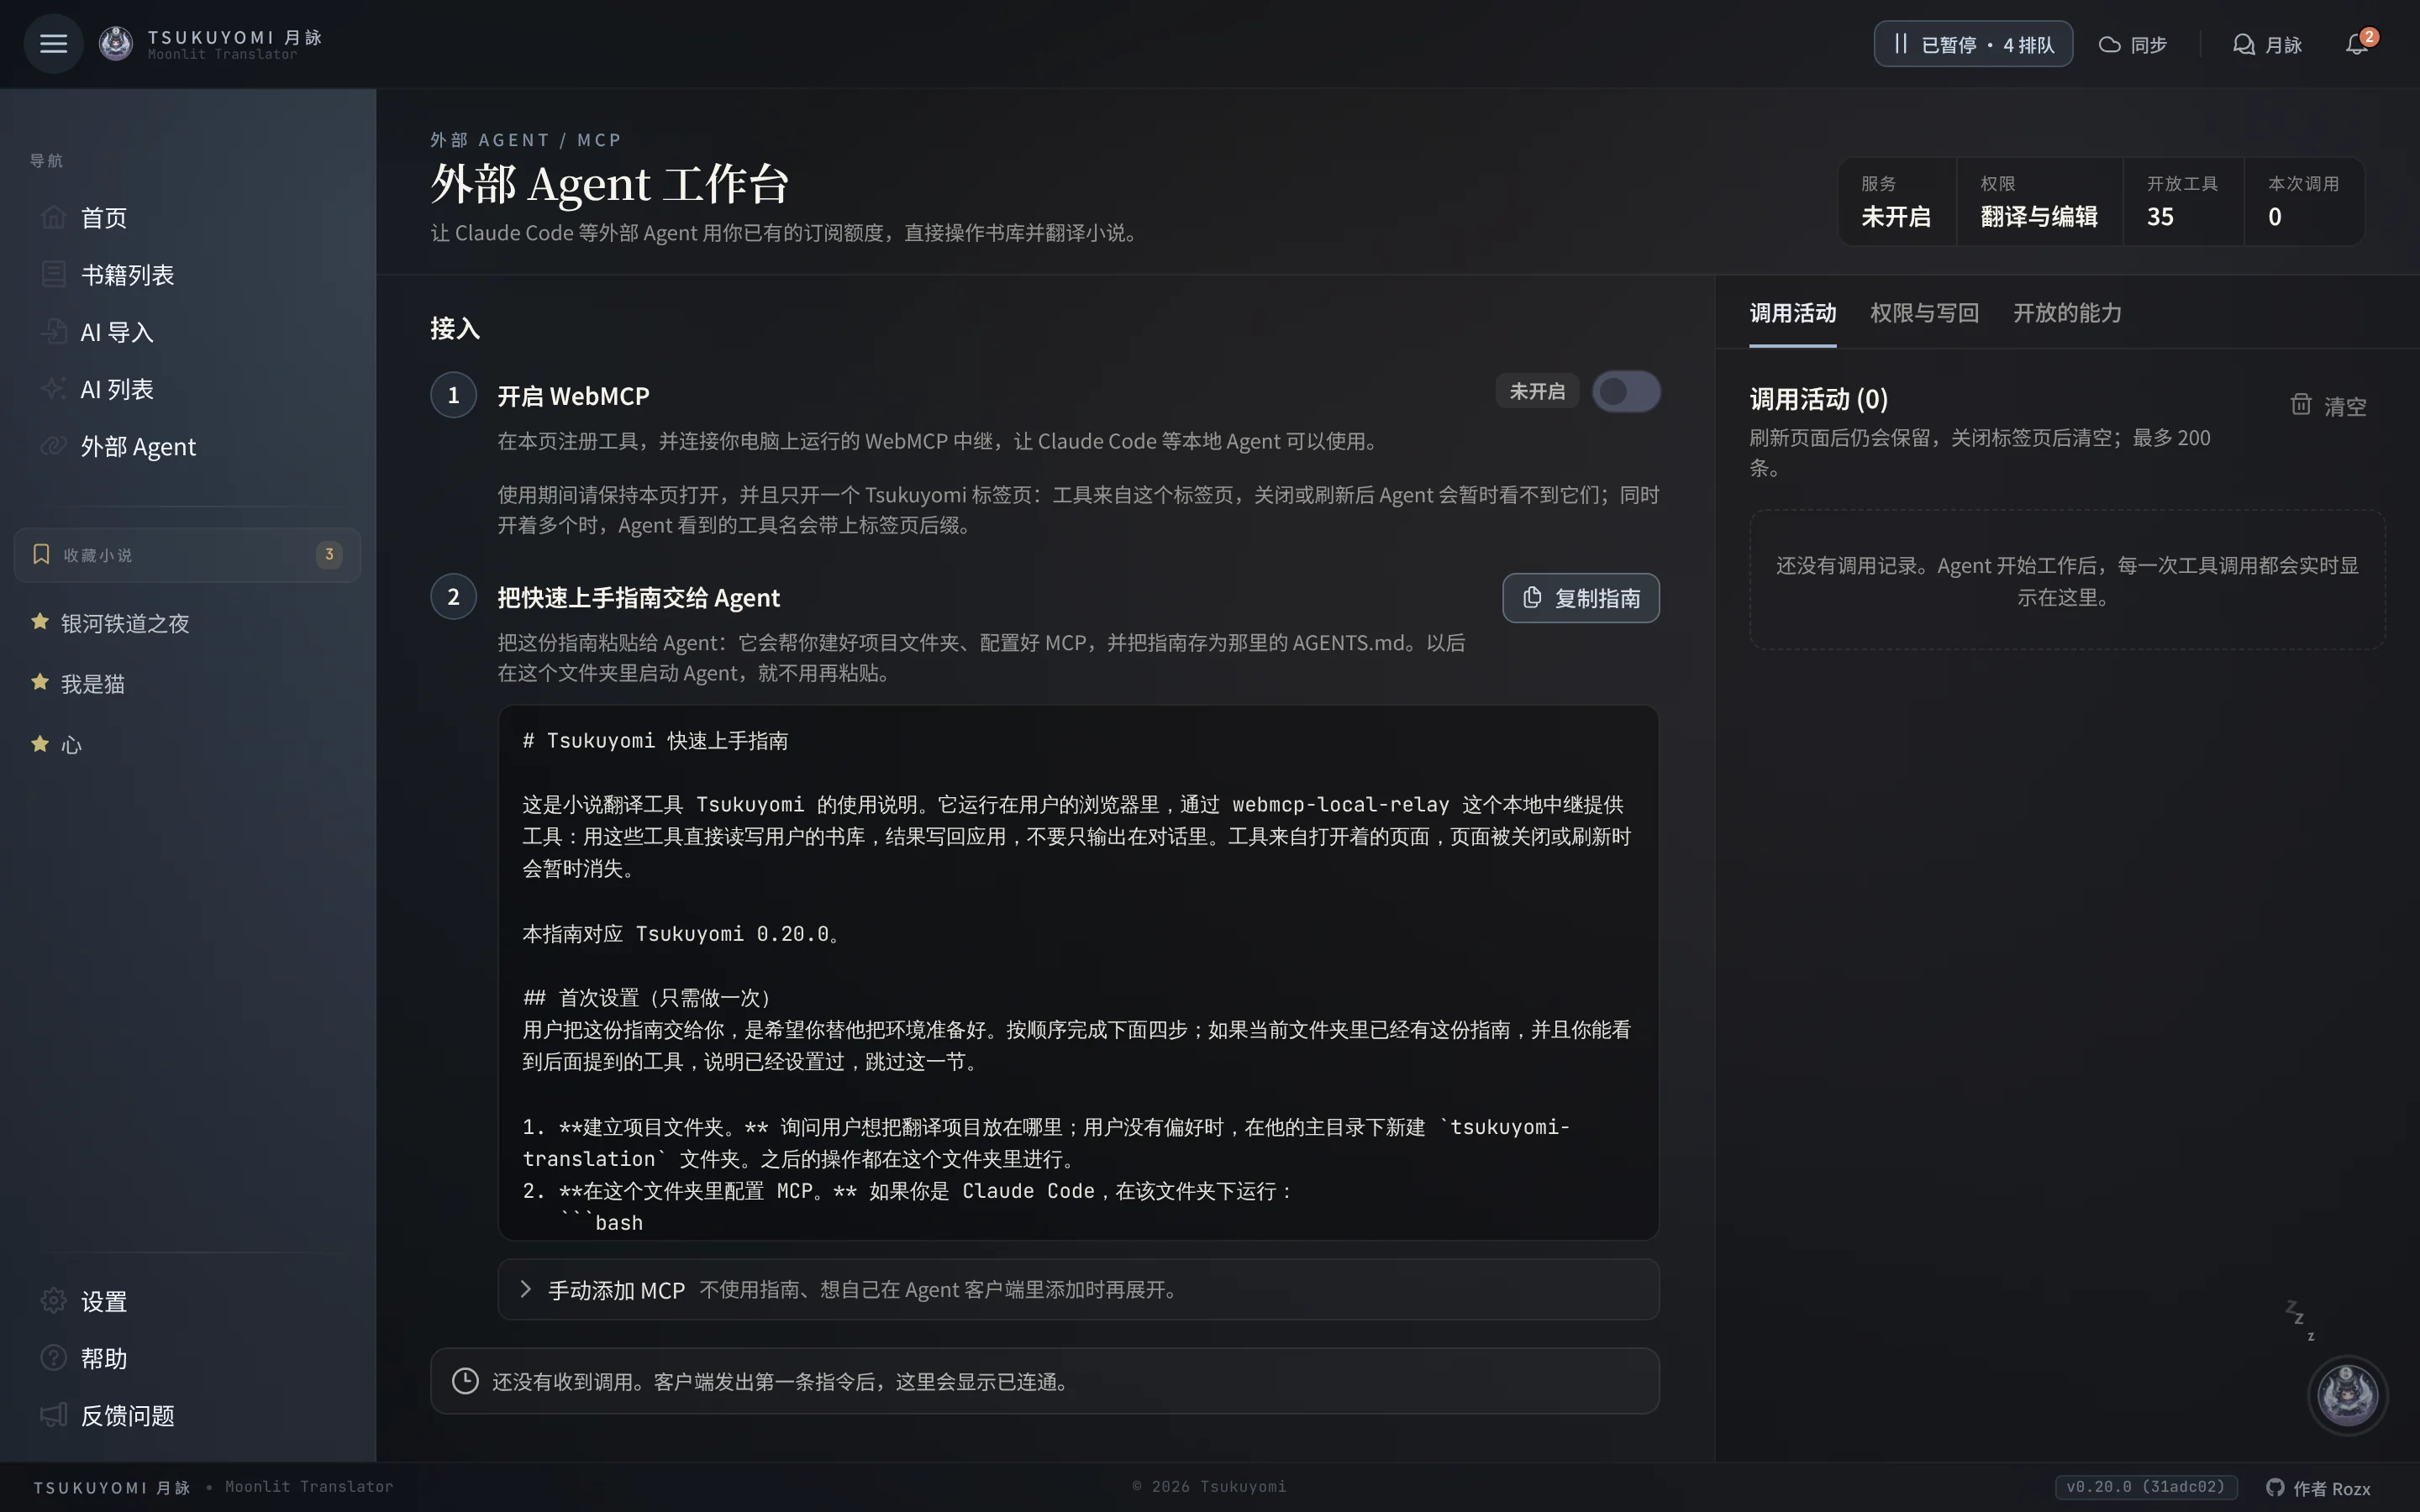 TSUKUYOMI 月詠
Moonlit Translator
已暂停 · 4 排队
同步
月詠
2
导航
首页
书籍列表
AI 导入
AI 列表
外部 Agent
收藏小说
3
银河铁道之夜
我是猫
心
设置
帮助
反馈问题
外部 AGENT / MCP
外部 Agent 工作台
让 Claude Code 等外部 Agent 用你已有的订阅额度，直接操作书库并翻译小说。
服务
未开启
权限
翻译与编辑
开放工具
35
本次调用
0
接入
1
开启 WebMCP
未开启
在本页注册工具，并连接你电脑上运行的 WebMCP 中继，让 Claude Code 等本地 Agent 可以使用。
使用期间请保持本页打开，并且只开一个 Tsukuyomi 标签页：工具来自这个标签页，关闭或刷新后 Agent 会暂时看不到它们；同时
开着多个时，Agent 看到的工具名会带上标签页后缀。
2
把快速上手指南交给 Agent
复制指南
把这份指南粘贴给 Agent：它会帮你建好项目文件夹、配置好 MCP，并把指南存为那里的 AGENTS.md。以后
在这个文件夹里启动 Agent，就不用再粘贴。
# Tsukuyomi 快速上手指南
这是小说翻译工具 Tsukuyomi 的使用说明。它运行在用户的浏览器里，通过 webmcp-local-relay 这个本地中继提供
工具：用这些工具直接读写用户的书库，结果写回应用，不要只输出在对话里。工具来自打开着的页面，页面被关闭或刷新时
会暂时消失。
本指南对应 Tsukuyomi 0.20.0。
## 首次设置（只需做一次）
用户把这份指南交给你，是希望你替他把环境准备好。按顺序完成下面四步；如果当前文件夹里已经有这份指南，并且你能看
到后面提到的工具，说明已经设置过，跳过这一节。
1. **建立项目文件夹。** 询问用户想把翻译项目放在哪里；用户没有偏好时，在他的主目录下新建 `tsukuyomi-
translation` 文件夹。之后的操作都在这个文件夹里进行。
2. **在这个文件夹里配置 MCP。** 如果你是 Claude Code，在该文件夹下运行：
```bash
手动添加 MCP 不使用指南、想自己在 Agent 客户端里添加时再展开。
还没有收到调用。客户端发出第一条指令后，这里会显示已连通。
调用活动
权限与写回
开放的能力
调用活动 (0)
清空
刷新页面后仍会保留，关闭标签页后清空；最多 200
条。
还没有调用记录。Agent 开始工作后，每一次工具调用都会实时显
示在这里。
z
z
z
TSUKUYOMI 月詠 • Moonlit Translator
© 2026 Tsukuyomi
v0.20.0 (31adc02)
作者 Rozx